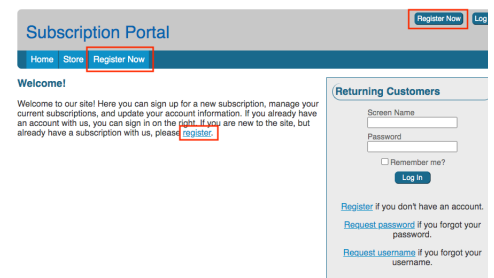 Register Now Log
Subscription Portal
Home Store Register Now
Welcome!
Welcome to our site! Here you can sign up for a new subscription, manage your
current subscriptions, and update your account information. If you already have
an account with us, you can sign in on the right. If you are new to the site, but
already have a subscription with us, please register.
Returning Customers
Screen Name
Password
Remember me?
Log In
Register if you don't have an account.
Request password if you forgot your
password.
Request username if you forgot your
username.